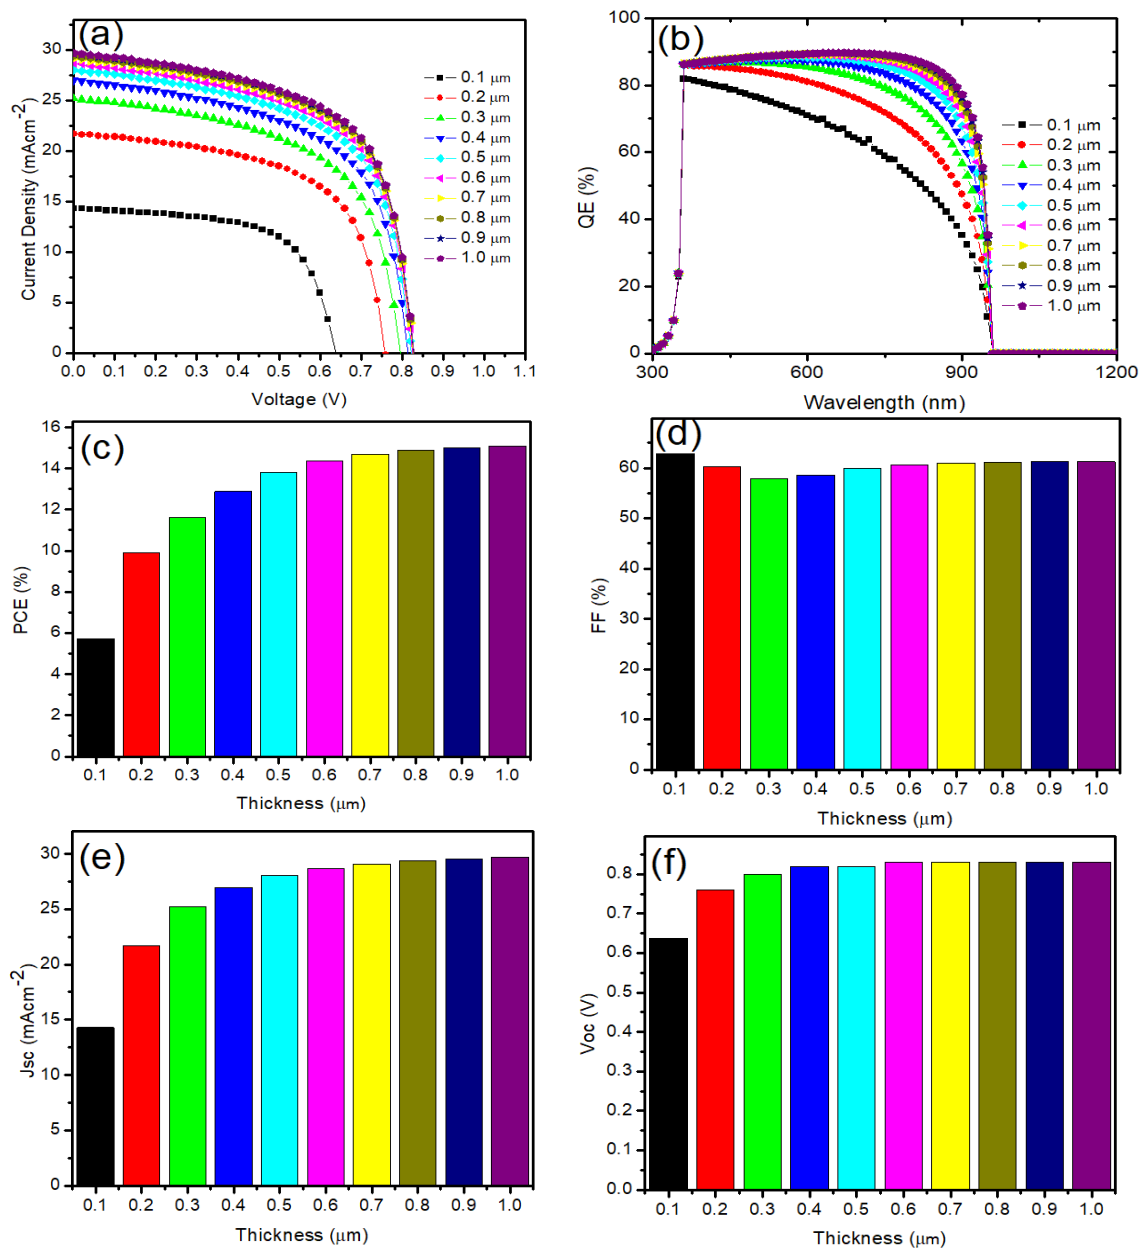 (a)
Current Density (mAcm⁻²)
30
25
20
15
10
5
0
0.0 0.1 0.2 0.3 0.4 0.5 0.6 0.7 0.8 0.9 1.0 1.1
Voltage (V)
0.1 μm
0.2 μm
0.3 μm
0.4 μm
0.5 μm
0.6 μm
0.7 μm
0.8 μm
0.9 μm
1.0 μm
(b)
QE (%)
100
80
60
40
20
0
300 600 900 1200
Wavelength (nm)
0.1 μm
0.2 μm
0.3 μm
0.4 μm
0.5 μm
0.6 μm
0.7 μm
0.8 μm
0.9 μm
1.0 μm
(c)
PCE (%)
16
14
12
10
8
6
4
2
0
0.1 0.2 0.3 0.4 0.5 0.6 0.7 0.8 0.9 1.0
Thickness (μm)
(d)
FF (%)
60
50
40
30
20
10
0
0.1 0.2 0.3 0.4 0.5 0.6 0.7 0.8 0.9 1.0
Thickness (μm)
(e)
Jsc (mAcm⁻²)
30
25
20
15
10
5
0
0.1 0.2 0.3 0.4 0.5 0.6 0.7 0.8 0.9 1.0
Thickness (μm)
(f)
Voc (V)
0.8
0.7
0.6
0.5
0.4
0.3
0.2
0.1
0.0
0.1 0.2 0.3 0.4 0.5 0.6 0.7 0.8 0.9 1.0
Thickness (μm)